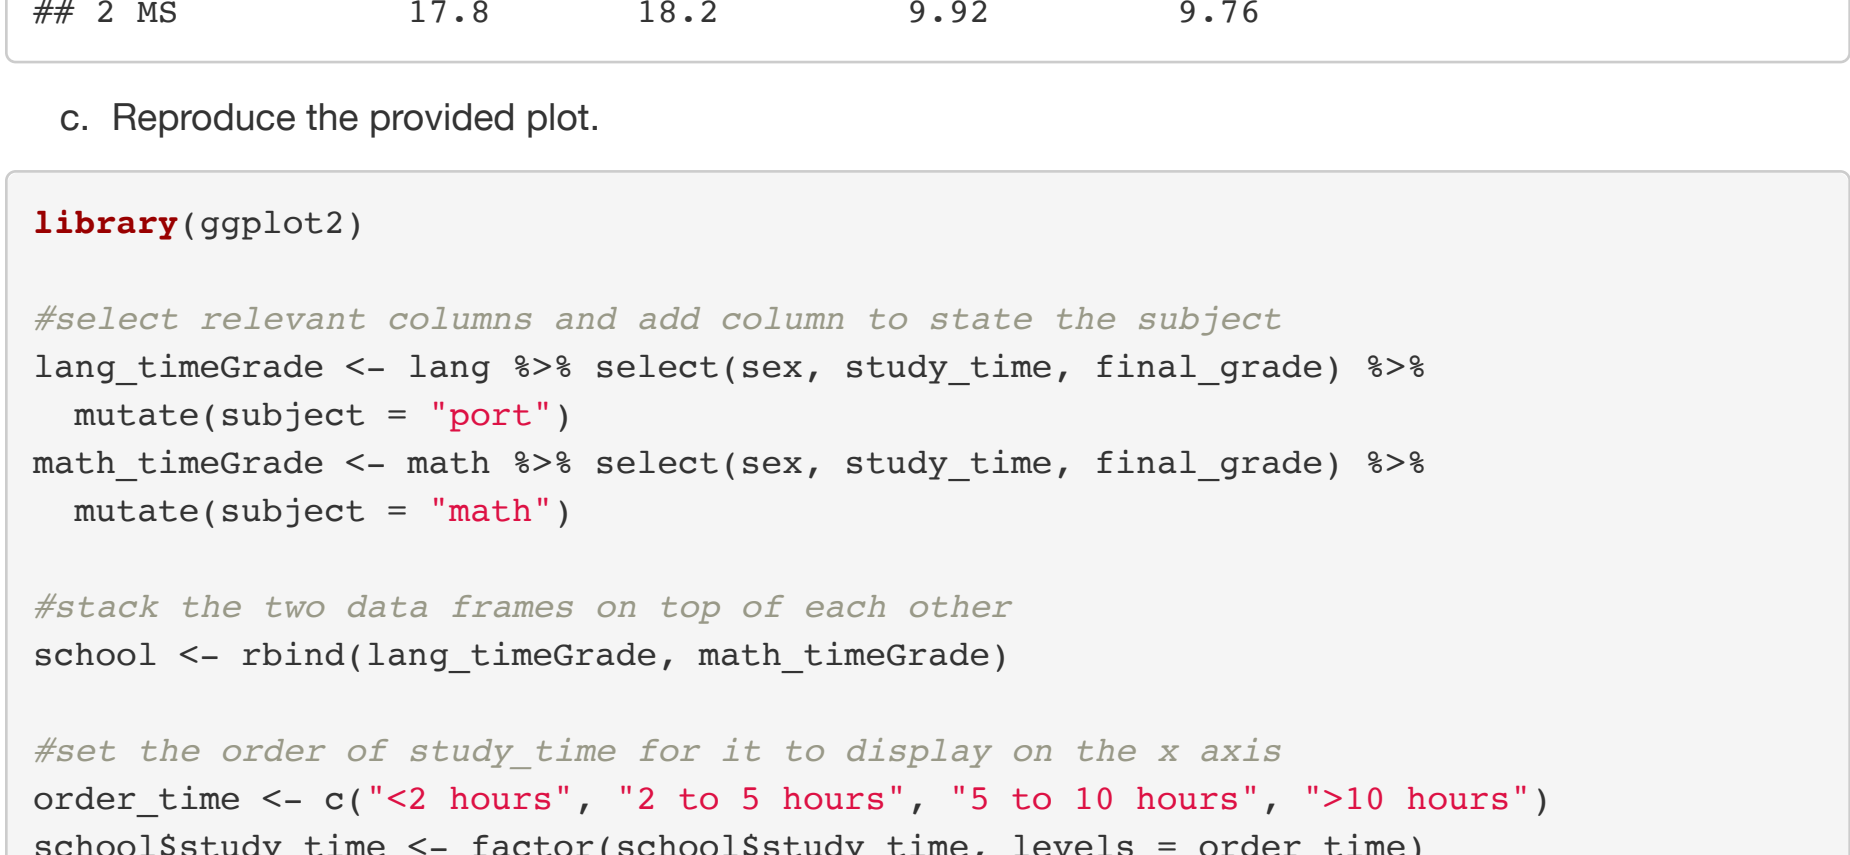 ## 2 MS            17.8        18.2         9.92         9.76
c. Reproduce the provided plot.
library(ggplot2)
#select relevant columns and add column to state the subject
lang_timeGrade <- lang %>% select(sex, study_time, final_grade) %>%
  mutate(subject = "port")
math_timeGrade <- math %>% select(sex, study_time, final_grade) %>%
  mutate(subject = "math")
#stack the two data frames on top of each other
school <- rbind(lang_timeGrade, math_timeGrade)
#set the order of study_time for it to display on the x axis
order_time <- c("<2 hours", "2 to 5 hours", "5 to 10 hours", ">10 hours")
school$study_time <- factor(school$study_time, levels = order_time)